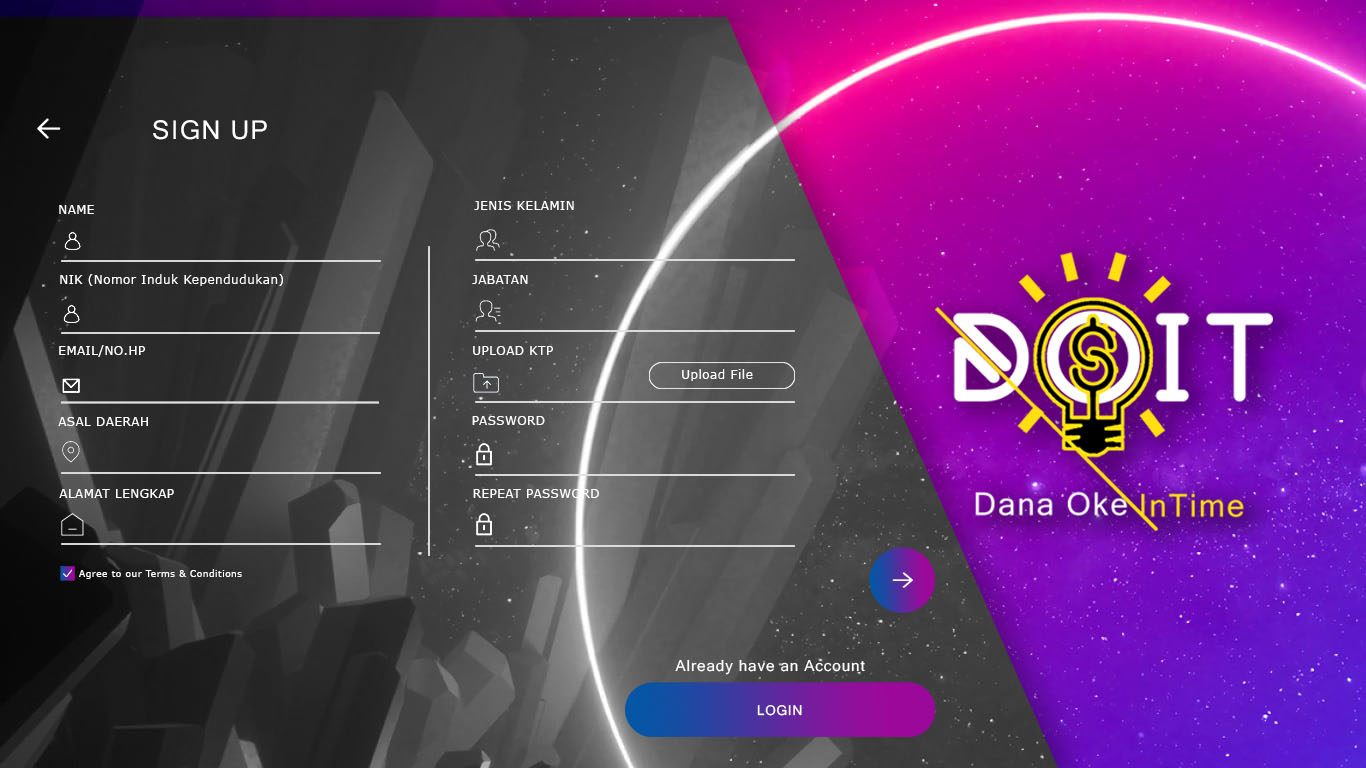 SIGN UP
NAME
NIK (Nomor Induk Kependudukan)
EMAIL/NO.HP
ASAL DAERAH
ALAMAT LENGKAP
Agree to our Terms & Conditions
JENIS KELAMIN
JABATAN
UPLOAD KTP
Upload File
PASSWORD
REPEAT PASSWORD
Already have an Account
LOGIN
DOIT
Dana Oke InTime